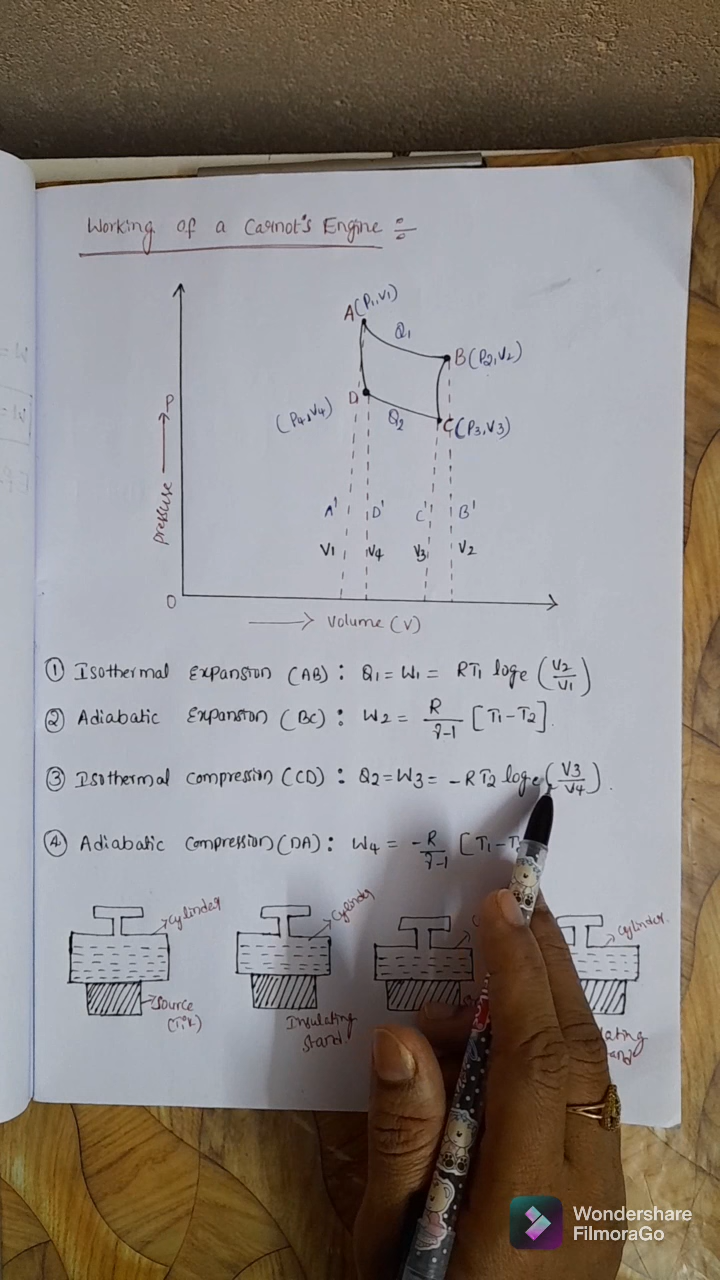 Working of a Carnot's Engine ÷
A(P1,V1)
Q1
B(P2,V2)
D
(P4,V4)
Q2
C(P3,V3)
Pressure → P
A' D' C' B'
V1 V4 V3 V2
O
→ Volume (V)
① Isothermal Expansion (AB) : Q1 = W1 = RT1 loge (V2/V1)
② Adiabatic Expansion (BC) : W2 = R/γ-1 [T1-T2].
③ Isothermal compression (CD) : Q2 = W3 = -RT2 loge (V3/V4).
④ Adiabatic compression (DA) : W4 = -R/γ-1 [T1-T
cylinder
cylinder
cylinder
source
(T1°K)
Insulating
stand.
Wondershare
FilmoraGo